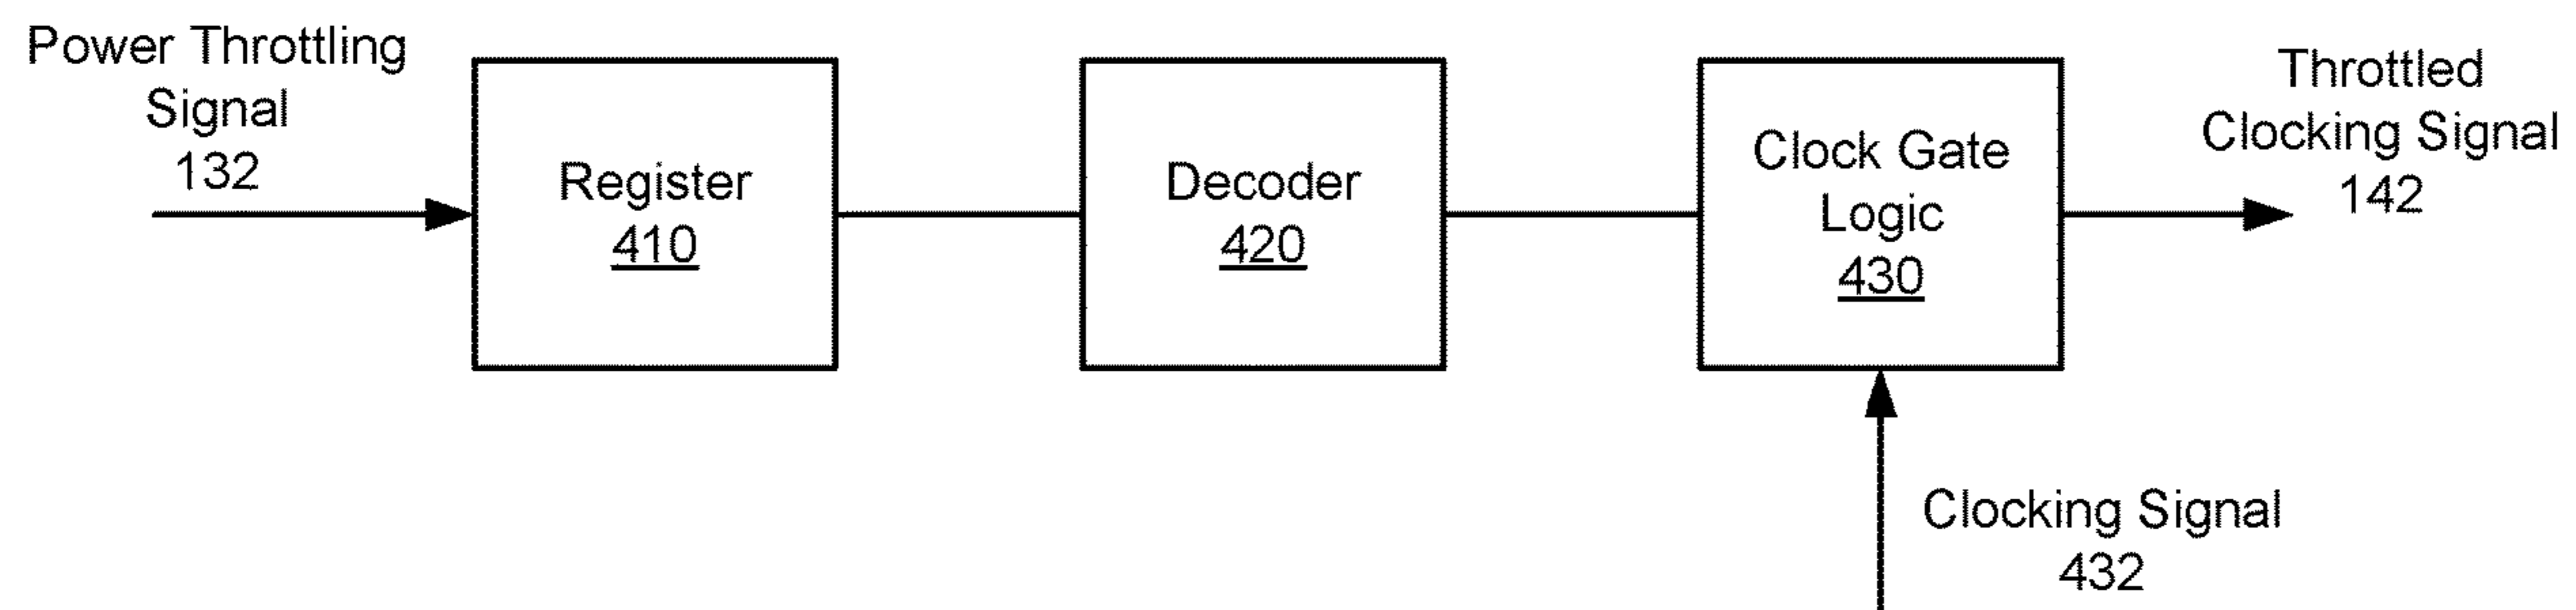 Power Throttling
Signal
132
Register
410
Decoder
420
Clock Gate
Logic
430
Throttled
Clocking Signal
142
Clocking Signal
432